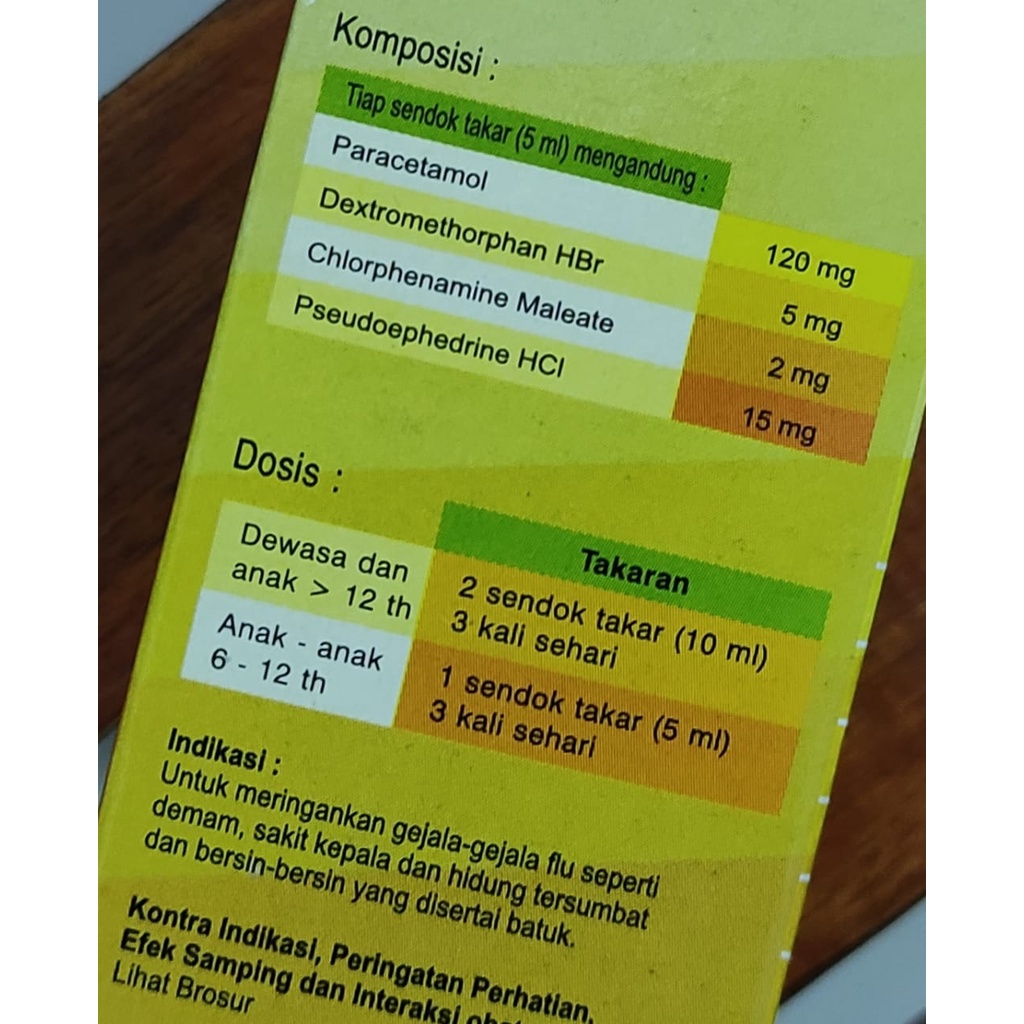 Komposisi :
Tiap sendok takar (5 ml) mengandung :
Paracetamol 120 mg
Dextromethorphan HBr 5 mg
Chlorphenamine Maleate 2 mg
Pseudoephedrine HCl 15 mg
Dosis :
Takaran
Dewasa dan
anak > 12 th
2 sendok takar (10 ml)
3 kali sehari
Anak - anak
6 - 12 th
1 sendok takar (5 ml)
3 kali sehari
Indikasi :
Untuk meringankan gejala-gejala flu seperti
demam, sakit kepala dan hidung tersumbat
dan bersin-bersin yang disertai batuk.
Kontra Indikasi, Peringatan Perhatian,
Efek Samping dan Interaksi
Lihat Brosur